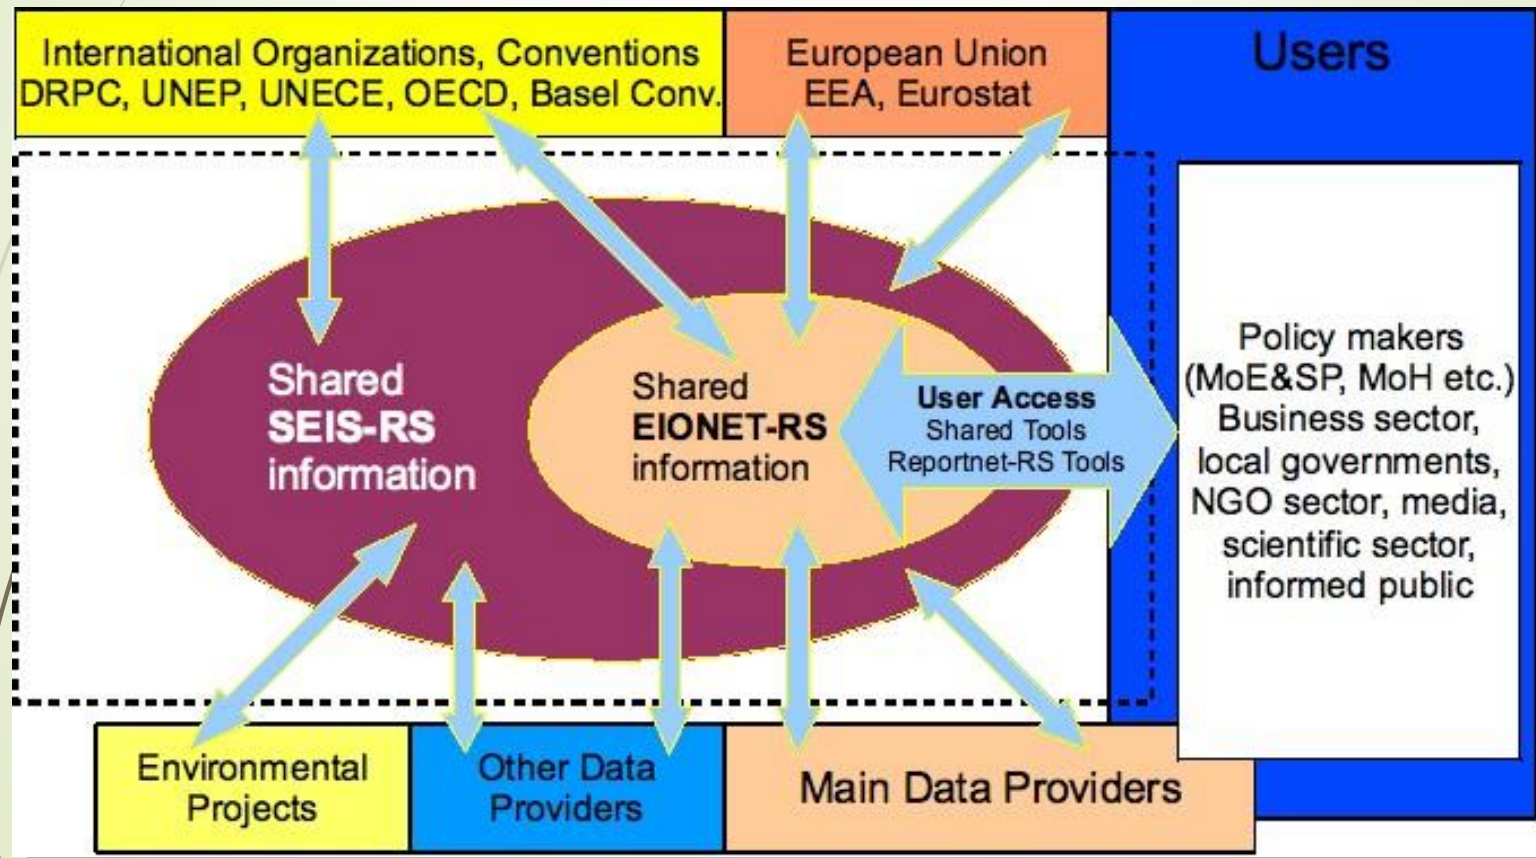 International Organizations, Conventions
DRPC, UNEP, UNECE, OECD, Basel Conv.
European Union
EEA, Eurostat
Users
Shared
SEIS-RS
information
Shared
EIONET-RS
information
User Access
Shared Tools
Reportnet-RS Tools
Policy makers
(MoE&SP, MoH etc.)
Business sector,
local governments,
NGO sector, media,
scientific sector,
informed public
Environmental
Projects
Other Data
Providers
Main Data Providers